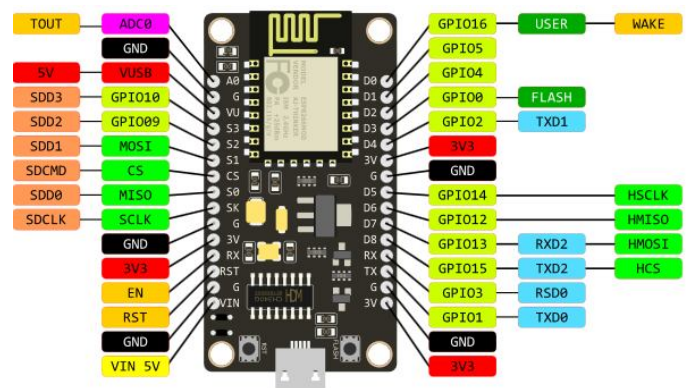 TOUT ADC0 GPIO16 USER WAKE
GND GPIO5
5V VUSB A0 D0 GPIO4
SDD3 GPIO10 G D1 GPIO0 FLASH
SDD2 GPIO09 VU D2 GPIO2 TXD1
SDD1 MOSI S3 D3 3V3
SDCMD CS S2 D4 GND
SDD0 MISO S1 3V GPIO14 HSCLK
SDCLK SCLK CS G GPIO12 HMISO
GND S0 D5 GPIO13 RXD2 HMOSI
3V3 SK D6 GPIO15 TXD2 HCS
EN G D7 GPIO3 RSD0
RST 3V D8 GPIO1 TXD0
GND RX RX GND
VIN 5V RST TX 3V3
G G
VIN 3V
RST FLASH